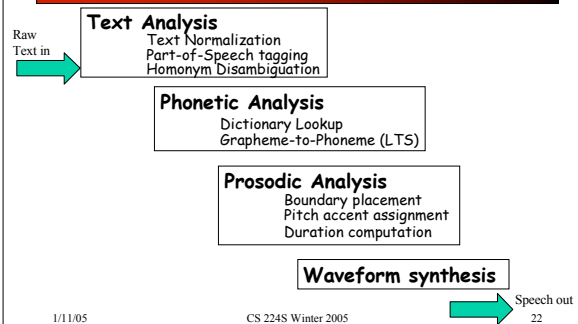 Raw
Text in
Text Analysis
Text Normalization
Part-of-Speech tagging
Homonym Disambiguation
Phonetic Analysis
Dictionary Lookup
Grapheme-to-Phoneme (LTS)
Prosodic Analysis
Boundary placement
Pitch accent assignment
Duration computation
Waveform synthesis
Speech out
1/11/05
CS 224S Winter 2005
22